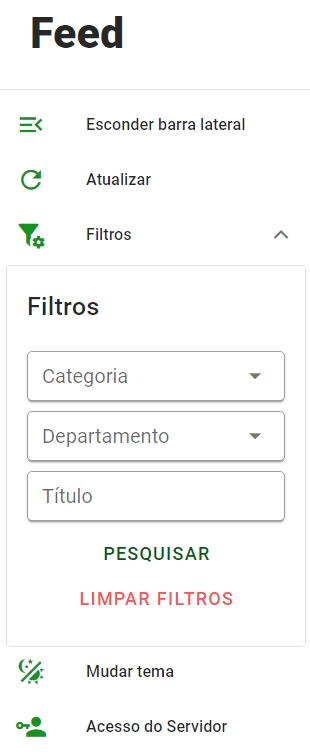 Feed
Esconder barra lateral
Atualizar
Filtros
Filtros
Categoria
Departamento
Título
PESQUISAR
LIMPAR FILTROS
Mudar tema
Acesso do Servidor